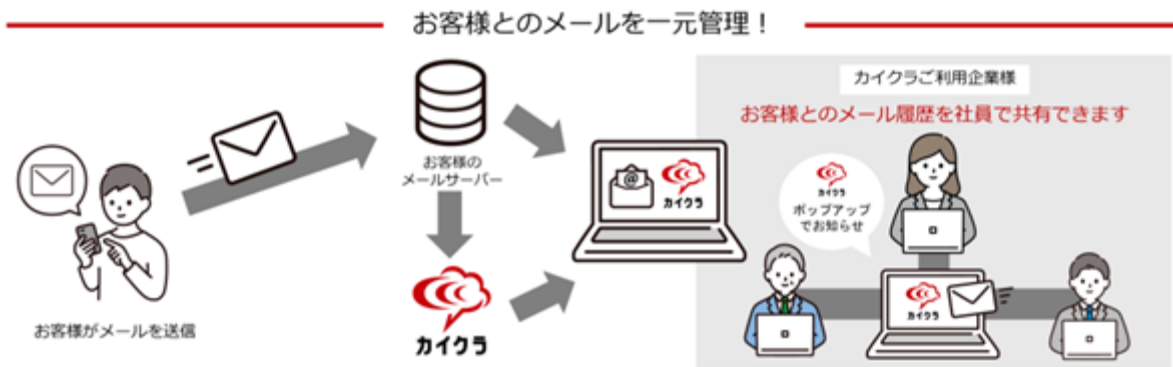 お客様とのメールを一元管理！
カイクラご利用企業様
お客様とのメール履歴を社員で共有できます
お客様の
メールサーバー
@
カイクラ
カイクラ
ポップアップ
でお知らせ
カイクラ
カイクラ
お客様がメールを送信